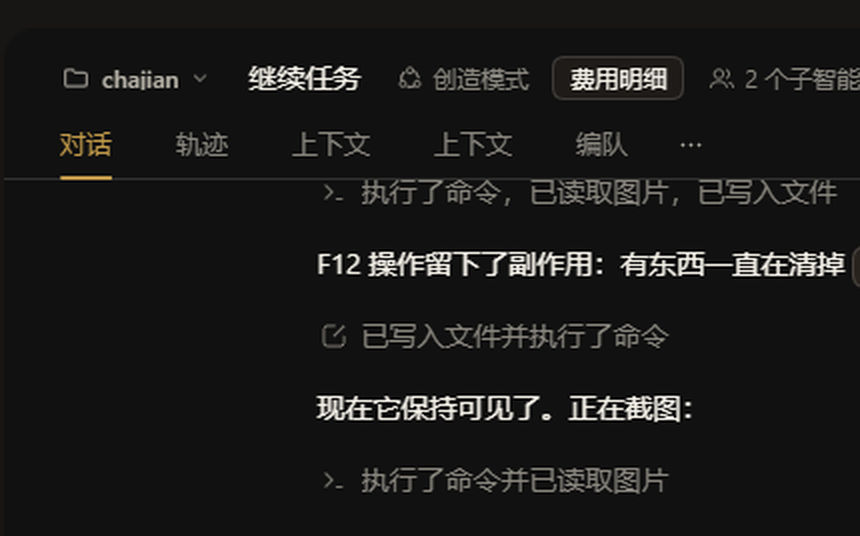 chajian 继续任务 创造模式 费用明细 2 个子智能
对话 轨迹 上下文 上下文 编队 ···
执行了命令，已读取图片，已写入文件
F12 操作留下了副作用：有东西一直在清掉
已写入文件并执行了命令
现在它保持可见了。正在截图：
执行了命令并已读取图片